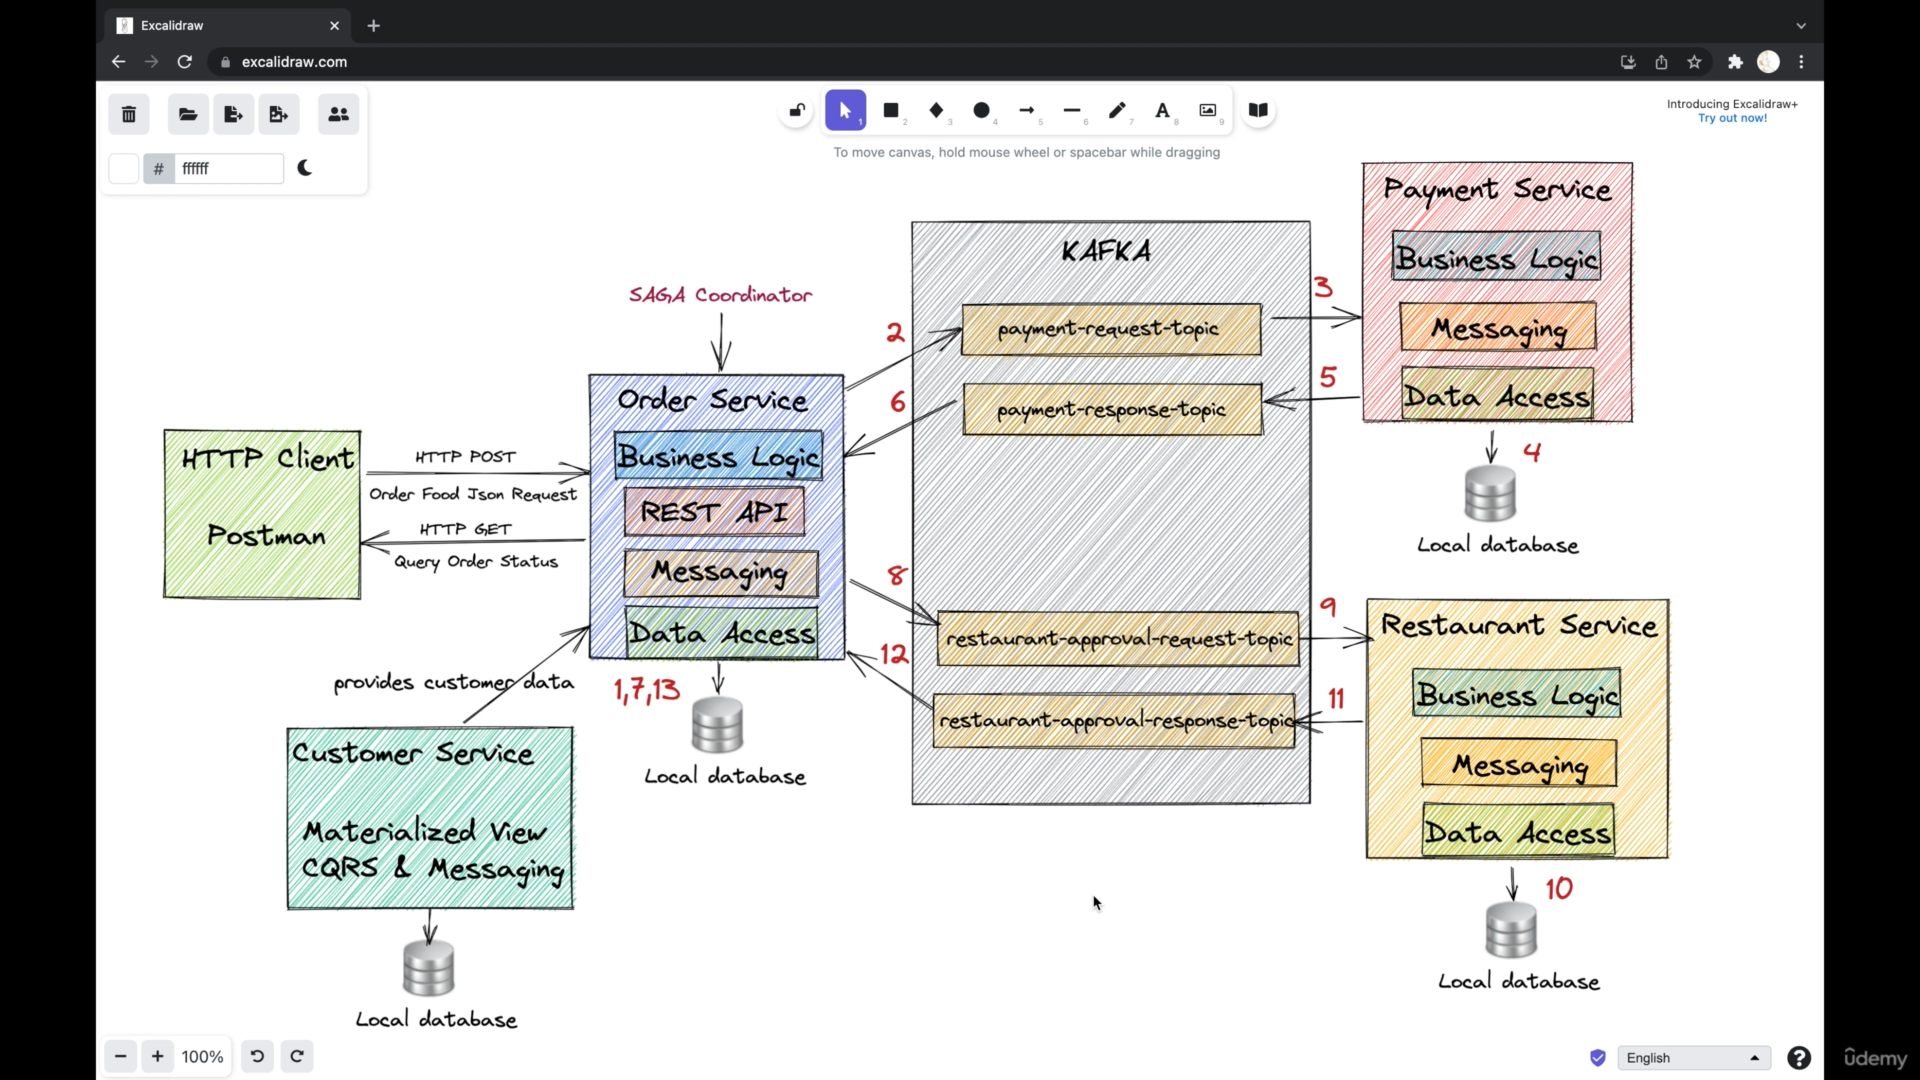 Excalidraw
excalidraw.com
# ffffff
1
2
3
4
5
6
7
A
8
9
To move canvas, hold mouse wheel or spacebar while dragging
Introducing Excalidraw+
Try out now!
SAGA Coordinator
HTTP Client
Postman
HTTP POST
Order Food Json Request
HTTP GET
Query Order Status
Order Service
Business Logic
REST API
Messaging
Data Access
1,7,13
Local database
provides customer data
Customer Service
Materialized View
CQRS & Messaging
Local database
2
6
8
12
KAFKA
payment-request-topic
payment-response-topic
restaurant-approval-request-topic
restaurant-approval-response-topic
3
5
9
11
Payment Service
Business Logic
Messaging
Data Access
4
Local database
Restaurant Service
Business Logic
Messaging
Data Access
10
Local database
100%
English
?
ûdemy